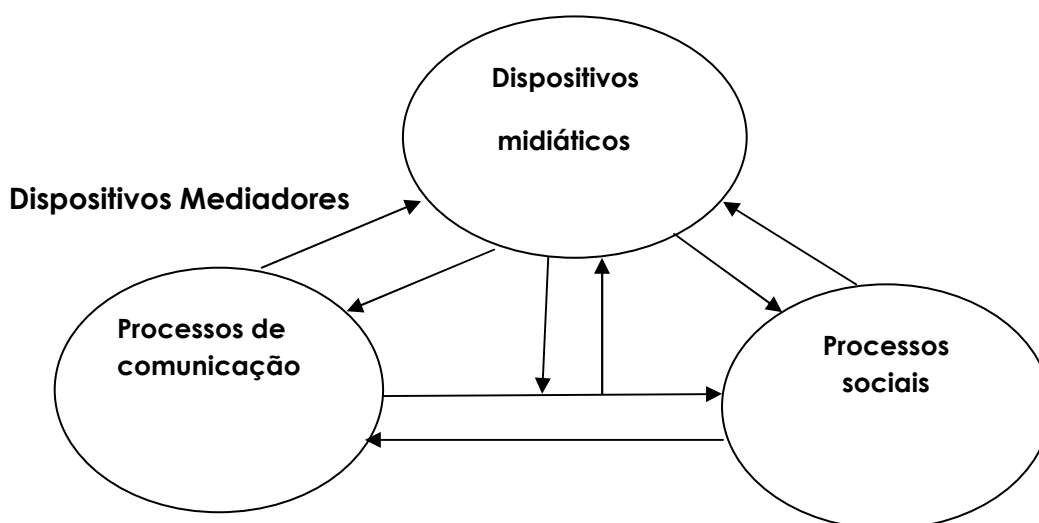 Dispositivos
midiáticos
Dispositivos Mediadores
Processos de
comunicação
Processos
sociais